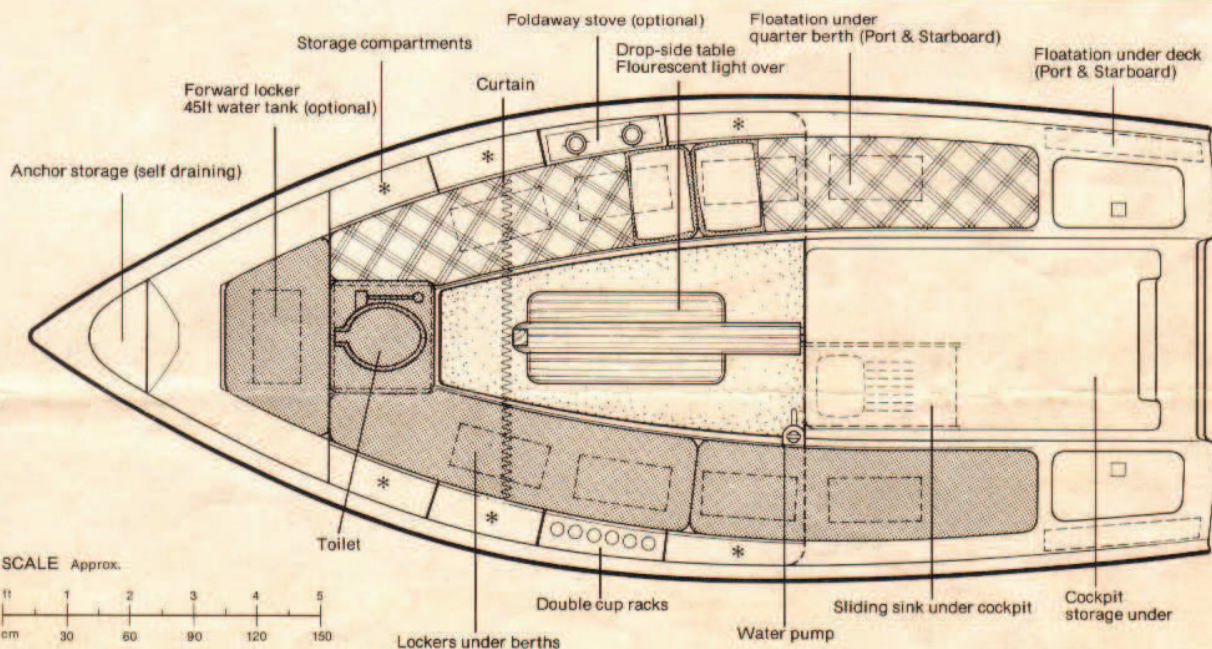 Foldaway stove (optional)
Storage compartments
Floatation under
quarter berth (Port & Starboard)
Drop-side table
Flourescent light over
Floatation under deck
(Port & Starboard)
Curtain
Forward locker
45lt water tank (optional)
Anchor storage (self draining)
Toilet
SCALE Approx.
ft 1 2 3 4 5
cm 30 60 90 120 150
Lockers under berths
Double cup racks
Water pump
Sliding sink under cockpit
Cockpit
storage under